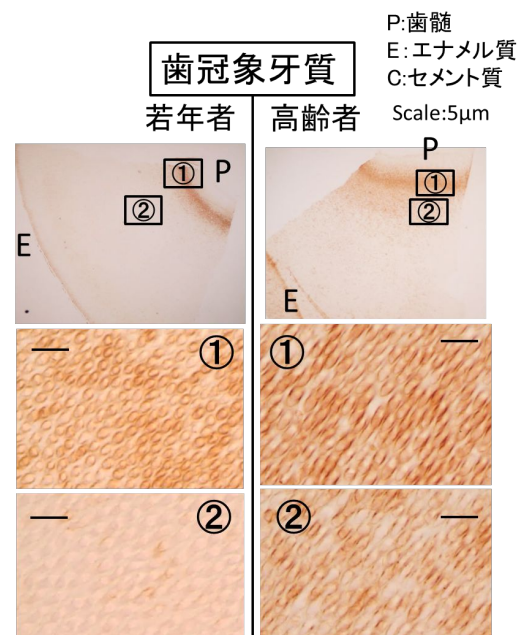 P:歯髄
E:エナメル質
C:セメント質
歯冠象牙質
若年者
高齢者
Scale:5μm
① P
②
E
P
①
②
E
①
①
②
②